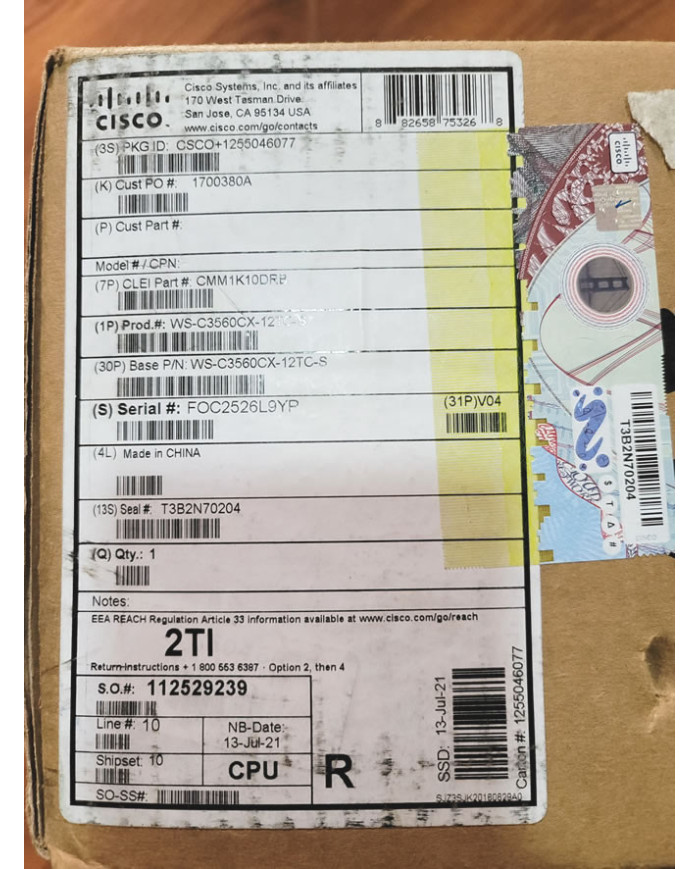 CISCO
Cisco Systems, Inc. and its affiliates
170 West Tasman Drive
San Jose, CA 95134 USA
www.cisco.com/go/contacts
8 82658 75326 8
(3S) PKG ID: CSCO+1255046077
(K) Cust PO #: 1700380A
(P) Cust Part #:
Model # / CPN:
(7P) CLEI Part #: CMM1K10DRB
(1P) Prod.#: WS-C3560CX-12
(30P) Base P/N: WS-C3560CX-12TC-S
(S) Serial #: FOC2526L9YP
(31P)V04
(4L) Made in CHINA
(13S) Seal #: T3B2N70204
(Q) Qty.: 1
Notes:
EEA REACH Regulation Article 33 information available at www.cisco.com/go/reach
2TI
Return-instructions + 1 800 553 6387 - Option 2, then 4
S.O.#: 112529239
Line #: 10
NB-Date:
13-Jul-21
Shipset: 10
CPU
SO-SS#:
R
SSD: 13-Jul-21
Carton #: 1255046077
CISCO
T3B2N70204
CISCO